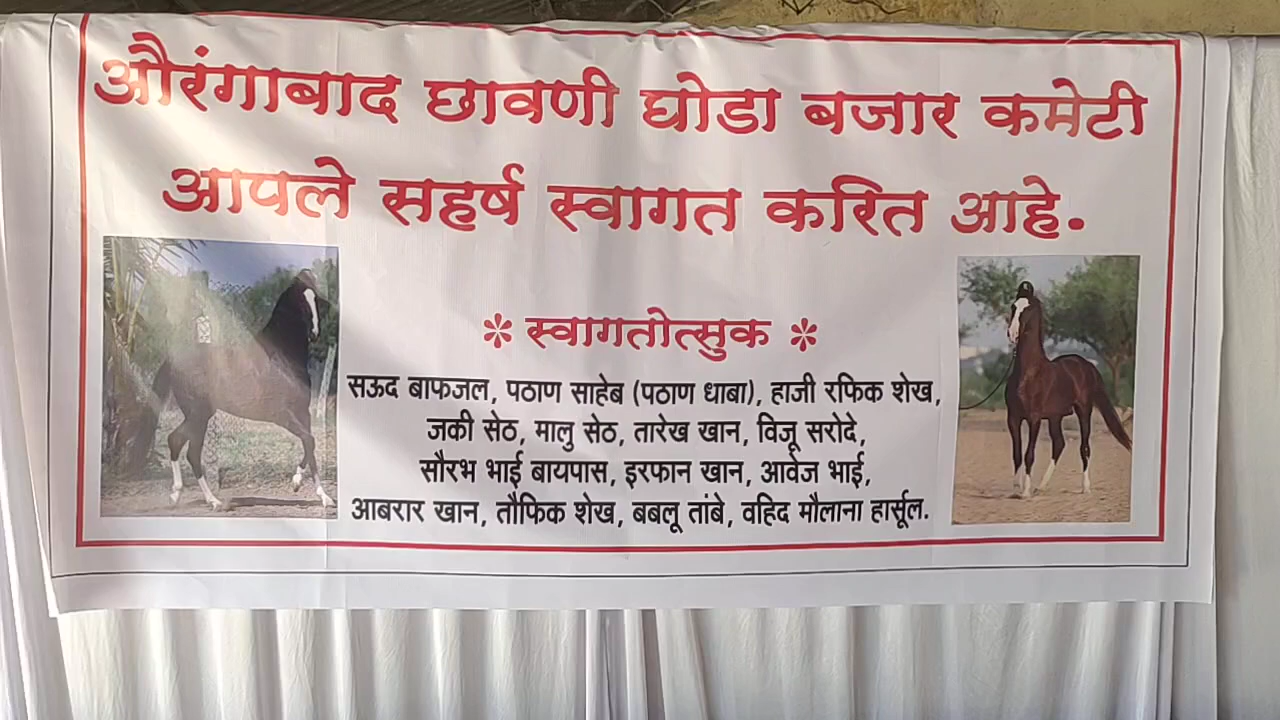 औरंगाबाद छावणी घोडा बजार कमेटी
आपले सहर्ष स्वागत करित आहे.
* स्वागतोत्सुक *
सऊद बाफजल, पठाण साहेब (पठाण धाबा), हाजी रफिक शेख,
जकी सेठ, मालु सेठ, तारेख खान, विजू सरोदे,
सौरभ भाई बायपास, इरफान खान, आवेज भाई,
आबरार खान, तौफिक शेख, बबलू तांबे, वहिद मौलाना हार्सूल.